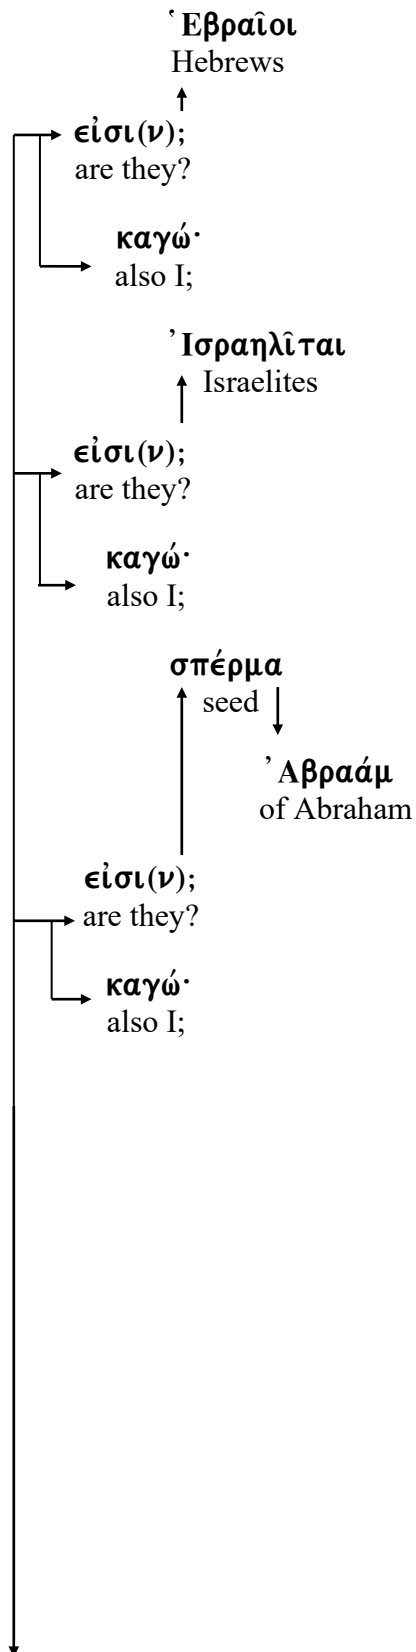 Ἑβραῖοι
Hebrews
εἰσι(ν);
are they?
καγώ·
also I;
Ἰσραηλῖται
Israelites
εἰσι(ν);
are they?
καγώ·
also I;
σπέρμα
seed
Ἀβραάμ
of Abraham
εἰσι(ν);
are they?
καγώ·
also I;